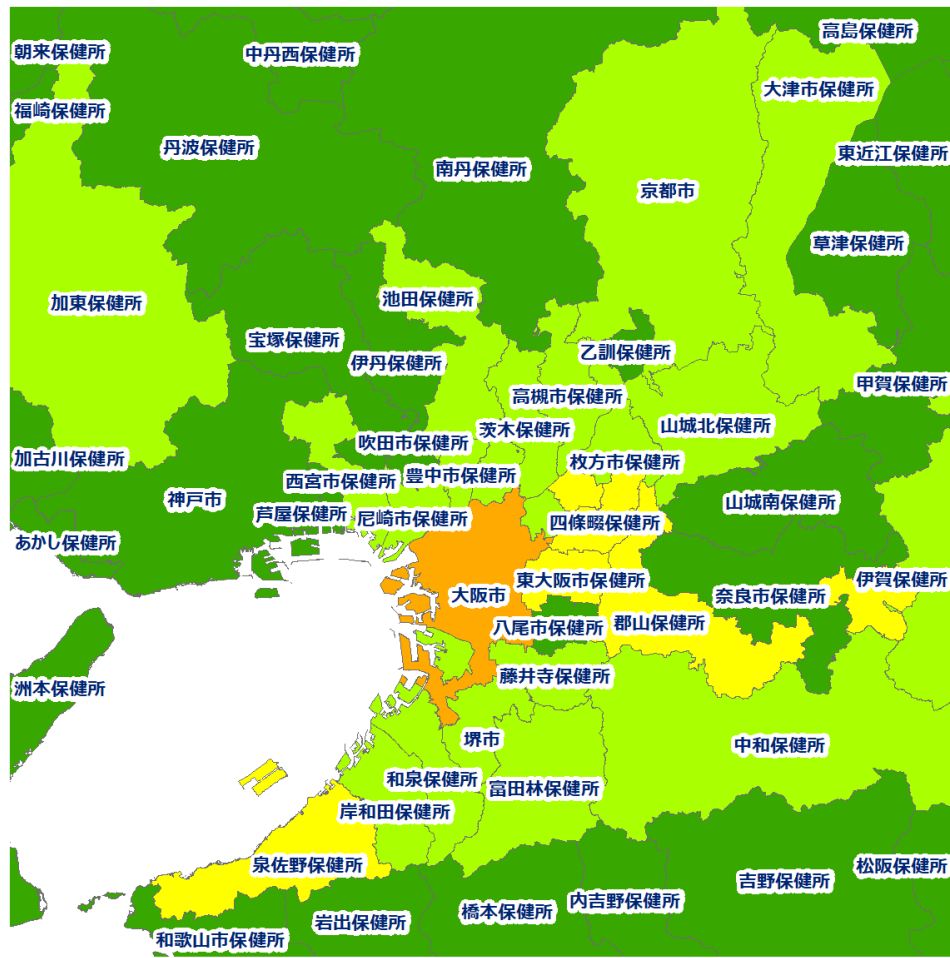 高島保健所
朝来保健所
中丹西保健所
大津市保健所
福崎保健所
丹波保健所
東近江保健所
南丹保健所
京都市
草津保健所
加東保健所
池田保健所
宝塚保健所
乙訓保健所
伊丹保健所
甲賀保健所
高槻市保健所
山城北保健所
茨木保健所
吹田市保健所
加古川保健所
枚方市保健所
豊中市保健所
西宮市保健所
神戸市
山城南保健所
芦屋保健所
尼崎市保健所
四條畷保健所
あかし保健所
東大阪市保健所
伊賀保健所
大阪市
奈良市保健所
八尾市保健所
郡山保健所
藤井寺保健所
洲本保健所
堺市
中和保健所
和泉保健所
富田林保健所
岸和田保健所
泉佐野保健所
松阪保健所
吉野保健所
内吉野保健所
橋本保健所
岩出保健所
和歌山市保健所